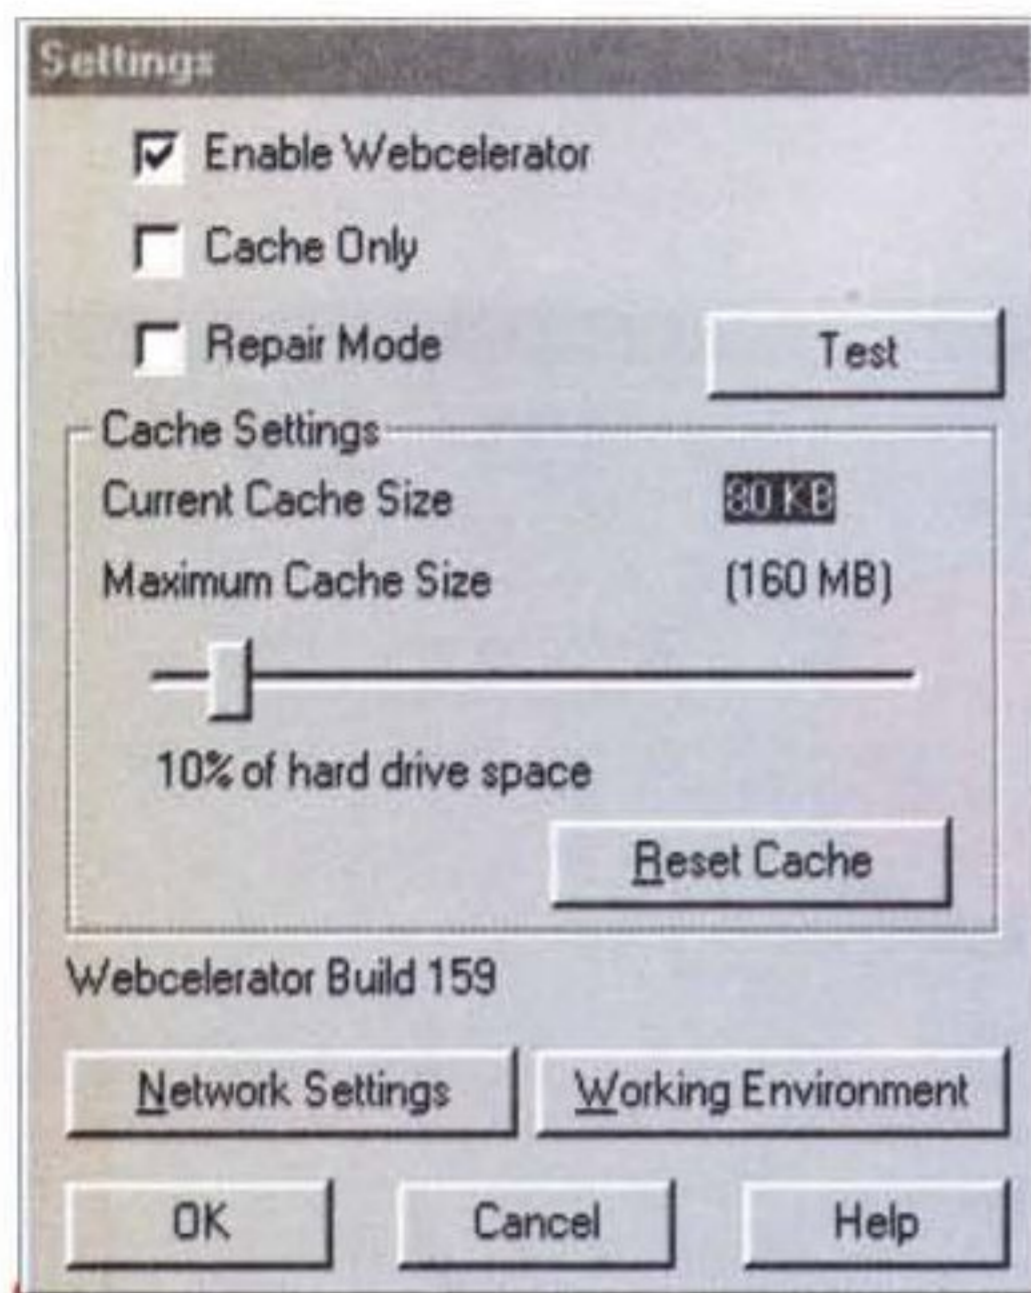 Settings
Enable Webcelerator
Cache Only
Repair Mode
Test
Cache Settings
Current Cache Size 80 KB
Maximum Cache Size (160 MB)
10% of hard drive space
Reset Cache
Webcelerator Build 159
Network Settings Working Environment
OK Cancel Help